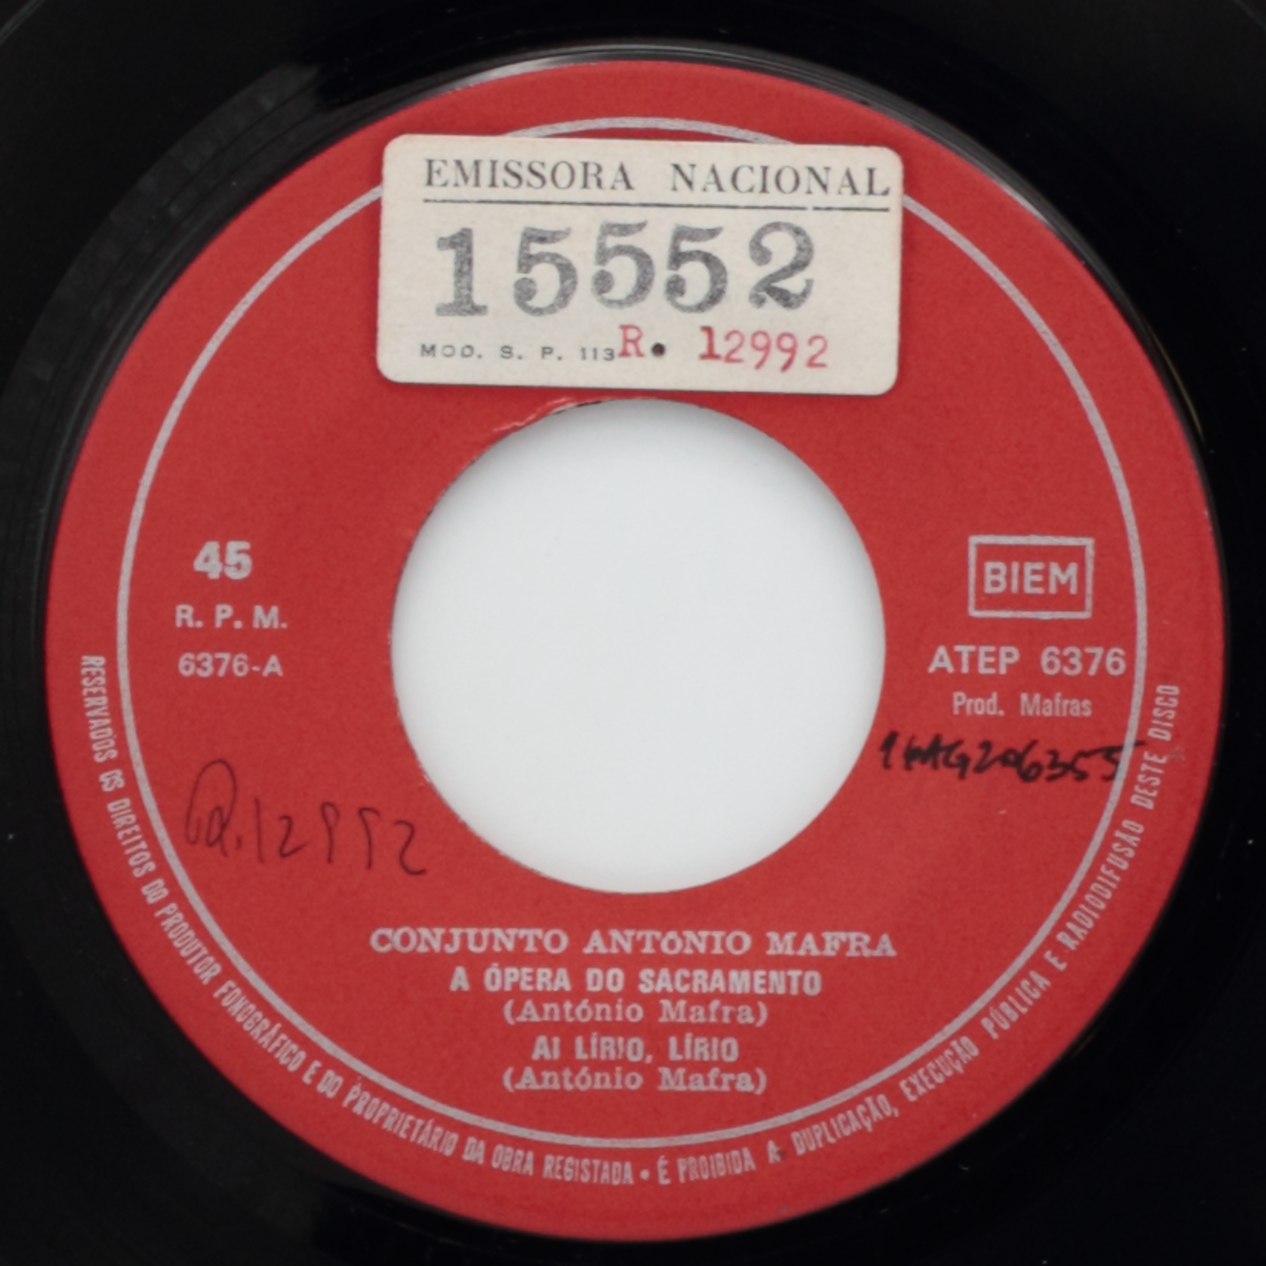 EMISSORA NACIONAL
15552
MOD. S. P. 113 R. 12992
45
R. P. M.
6376-A
BIEM
ATEP 6376
Prod. Mafras
R.12992
CONJUNTO ANTÓNIO MAFRA
A ÓPERA DO SACRAMENTO
(António Mafra)
AI LÍRIO, LÍRIO
(António Mafra)
RESERVADOS OS DIREITOS DO PRODUTOR FONOGRÁFICO E DO PROPRIETÁRIO DA OBRA REGISTADA • É PROIBIDA A DUPLICAÇÃO, EXECUÇÃO PÚBLICA E RADIODIFUSÃO DESTE DISCO